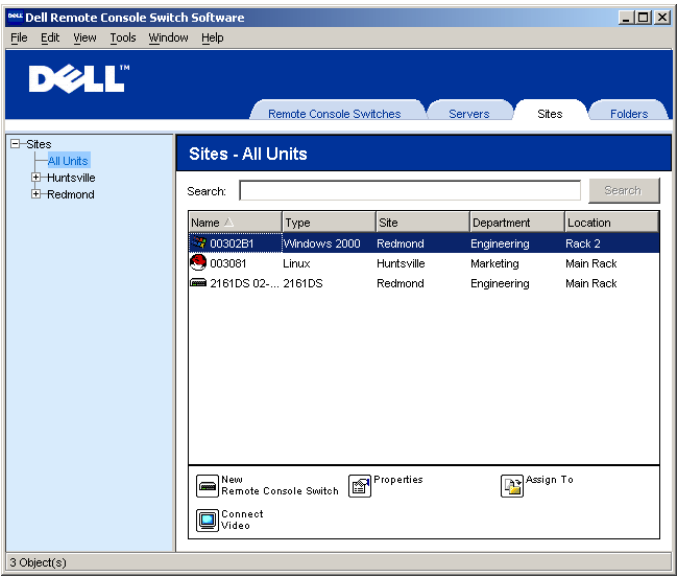 DELL Dell Remote Console Switch Software
File Edit View Tools Window Help
DELL™
Remote Console Switches Servers Sites Folders
Sites
All Units
Huntsville
Redmond
Sites - All Units
Search: Search
Name Type Site Department Location
00302B1 Windows 2000 Redmond Engineering Rack 2
003081 Linux Huntsville Marketing Main Rack
2161DS 02-... 2161DS Redmond Engineering Main Rack
New
Remote Console Switch
Properties
Assign To
Connect
Video
3 Object(s)